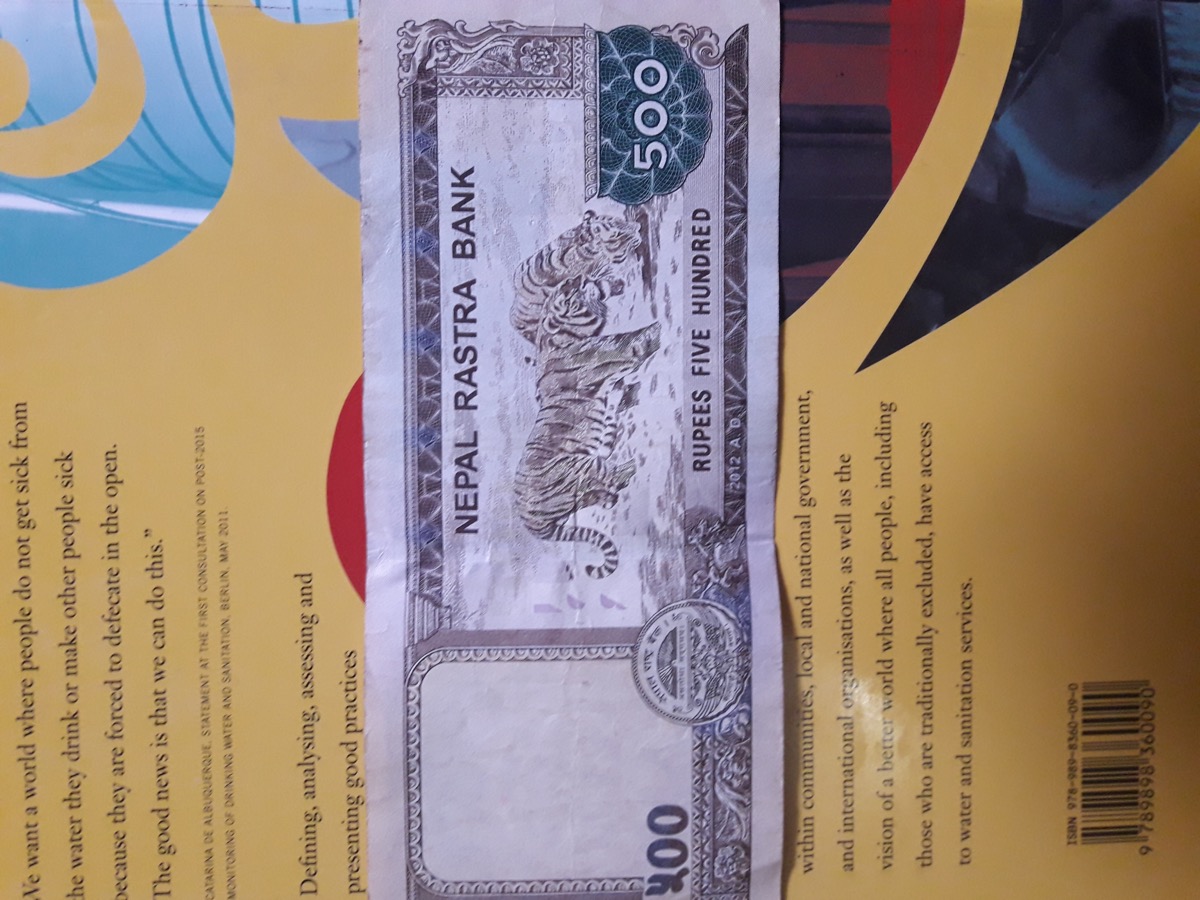 We want a world where people do not get sick from
the water they drink or make other people sick
because they are forced to defecate in the open.
The good news is that we can do this.”
CATARINA DE ALBUQUERQUE, STATEMENT AT THE FIRST CONSULTATION ON POST-2015
MONITORING OF DRINKING WATER AND SANITATION, BERLIN, MAY 2011.
Defining, analysing, assessing and
presenting good practices
NEPAL RASTRA BANK
५00
नेपाल राष्ट्र बैंक
500
RUPEES FIVE HUNDRED
2012 A.D.
within communities, local and national government,
and international organisations, as well as the
vision of a better world where all people, including
those who are traditionally excluded, have access
to water and sanitation services.
ISBN 978-989-8360-09-0
9 789898 360090